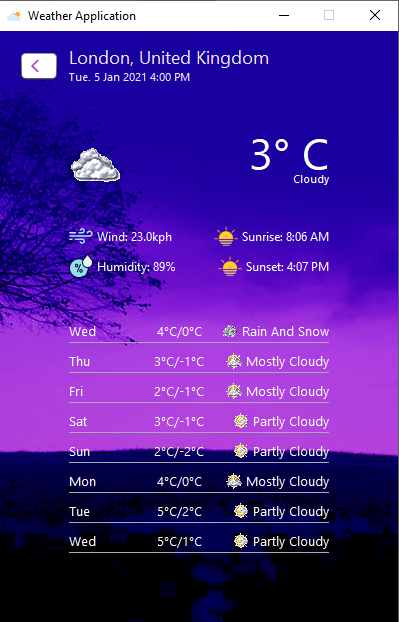 Weather Application
London, United Kingdom
Tue. 5 Jan 2021 4:00 PM
3° C
Cloudy
Wind: 23.0kph Sunrise: 8:06 AM
% Humidity: 89% Sunset: 4:07 PM
Wed 4°C/0°C Rain And Snow
Thu 3°C/-1°C Mostly Cloudy
Fri 2°C/-1°C Mostly Cloudy
Sat 3°C/-1°C Partly Cloudy
Sun 2°C/-2°C Partly Cloudy
Mon 4°C/0°C Mostly Cloudy
Tue 5°C/2°C Partly Cloudy
Wed 5°C/1°C Partly Cloudy